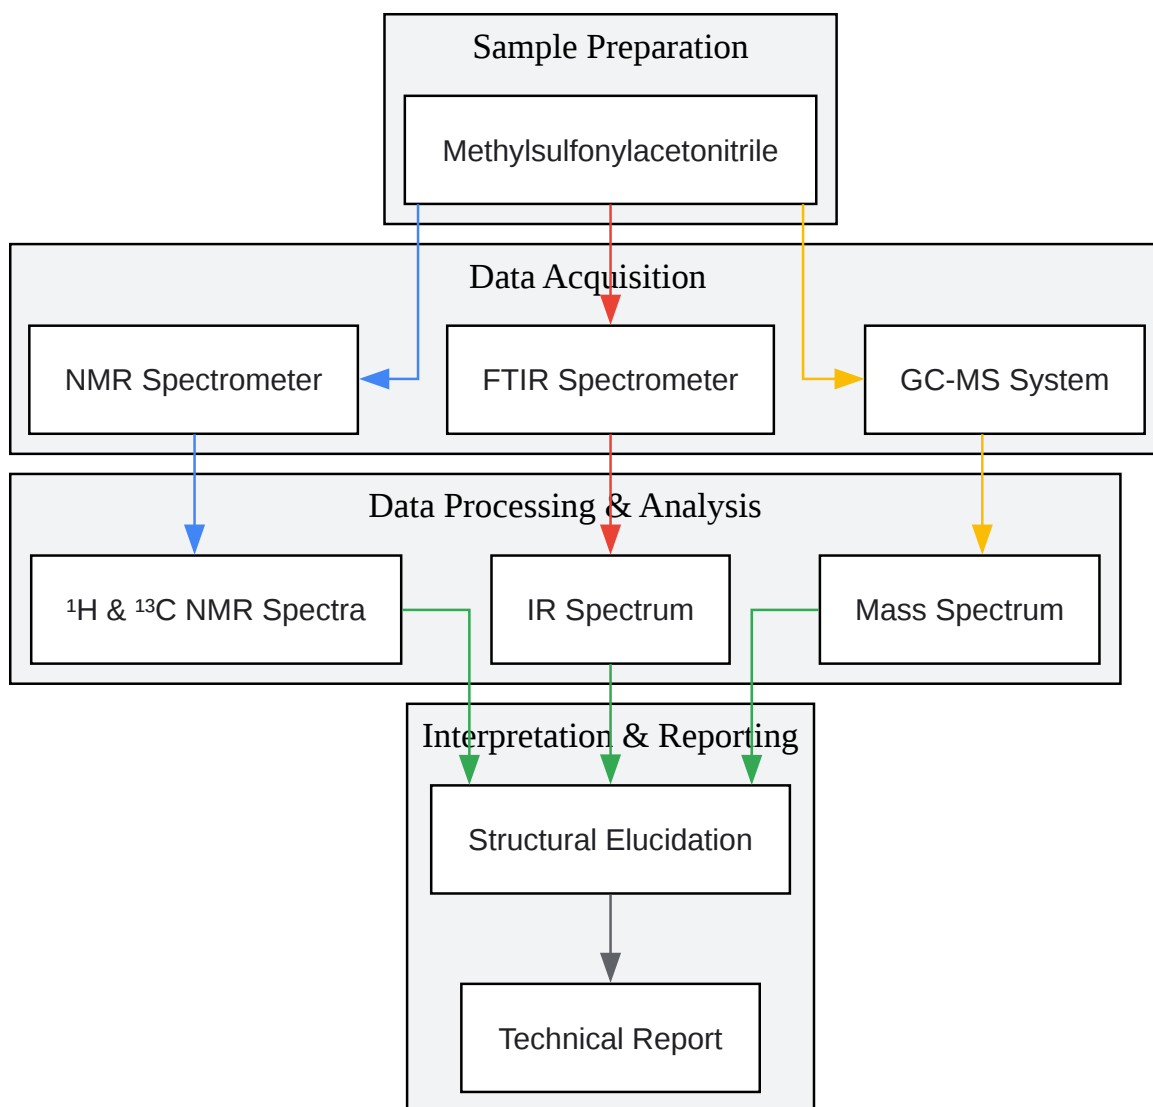 Sample Preparation
Methylsulfonylacetonitrile
Data Acquisition
NMR Spectrometer
FTIR Spectrometer
GC-MS System
Data Processing & Analysis
¹H & ¹³C NMR Spectra
IR Spectrum
Mass Spectrum
Interpretation & Reporting
Structural Elucidation
Technical Report